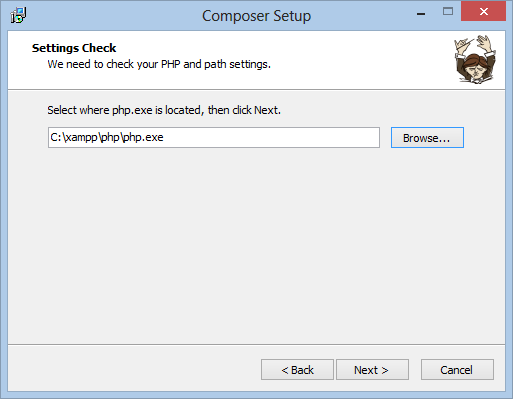 Composer Setup
Settings Check
We need to check your PHP and path settings.
Select where php.exe is located, then click Next.
C:\xampp\php\php.exe
Browse...
< Back
Next >
Cancel